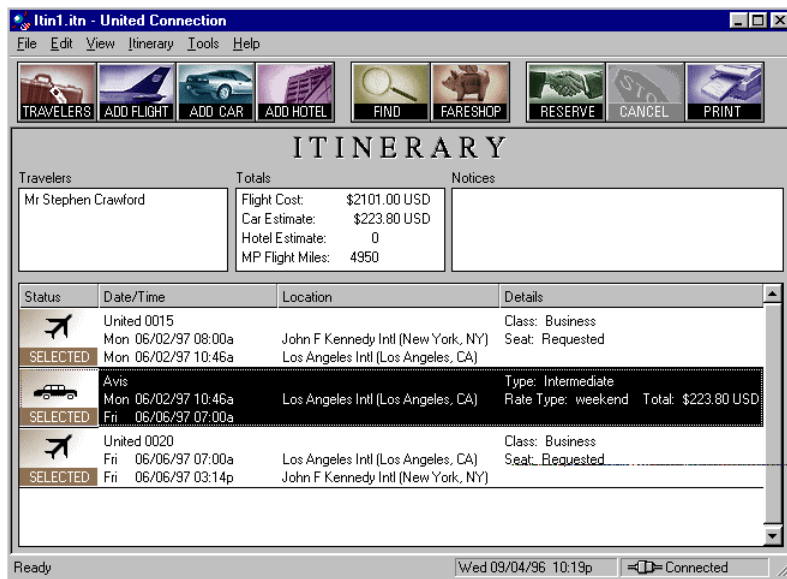 Itin1.itn - United Connection
File Edit View Itinerary Tools Help
TRAVELERS ADD FLIGHT ADD CAR ADD HOTEL FIND FARESHOP RESERVE CANCEL PRINT
STOP
ITINERARY
Travelers Totals Notices
Mr Stephen Crawford
Flight Cost: $2101.00 USD
Car Estimate: $223.80 USD
Hotel Estimate: 0
MP Flight Miles: 4950
Status Date/Time Location Details
United 0015 Class: Business
Mon 06/02/97 08:00a John F Kennedy Intl (New York, NY) Seat: Requested
SELECTED Mon 06/02/97 10:46a Los Angeles Intl (Los Angeles, CA)
Avis Type: Intermediate
Mon 06/02/97 10:46a Los Angeles Intl (Los Angeles, CA) Rate Type: weekend Total: $223.80 USD
SELECTED Fri 06/06/97 07:00a
United 0020 Class: Business
Fri 06/06/97 07:00a Los Angeles Intl (Los Angeles, CA) Seat: Requested
SELECTED Fri 06/06/97 03:14p John F Kennedy Intl (New York, NY)
Ready Wed 09/04/96 10:19p Connected